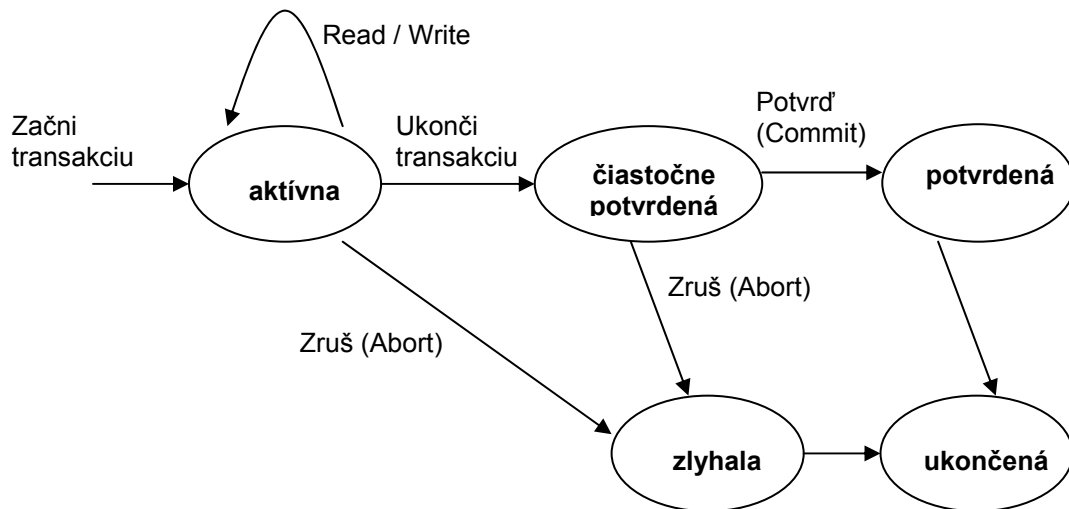 Read / Write
Začni
transakciu
Ukonči
transakciu
Potvrď
(Commit)
aktívna
čiastočne
potvrdená
potvrdená
Zruš (Abort)
Zruš (Abort)
zlyhala
ukončená